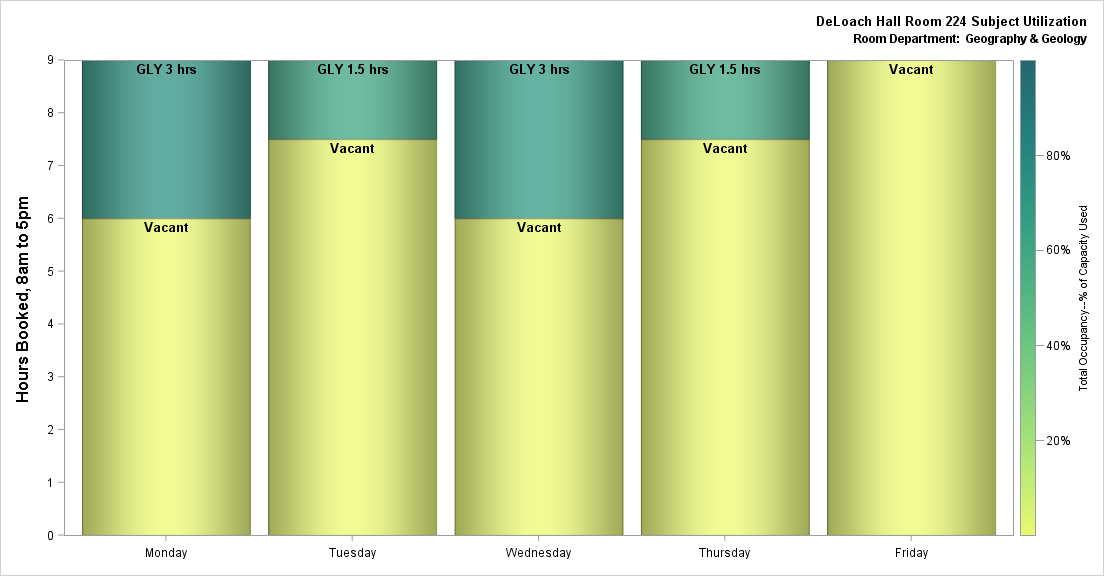 DeLoach Hall Room 224 Subject Utilization
Room Department: Geography & Geology
Hours Booked, 8am to 5pm
9
8
7
6
5
4
3
2
1
0
GLY 3 hrs
Vacant
GLY 1.5 hrs
Vacant
GLY 3 hrs
Vacant
GLY 1.5 hrs
Vacant
Vacant
Monday
Tuesday
Wednesday
Thursday
Friday
80%
60%
40%
20%
Total Occupancy--% of Capacity Used